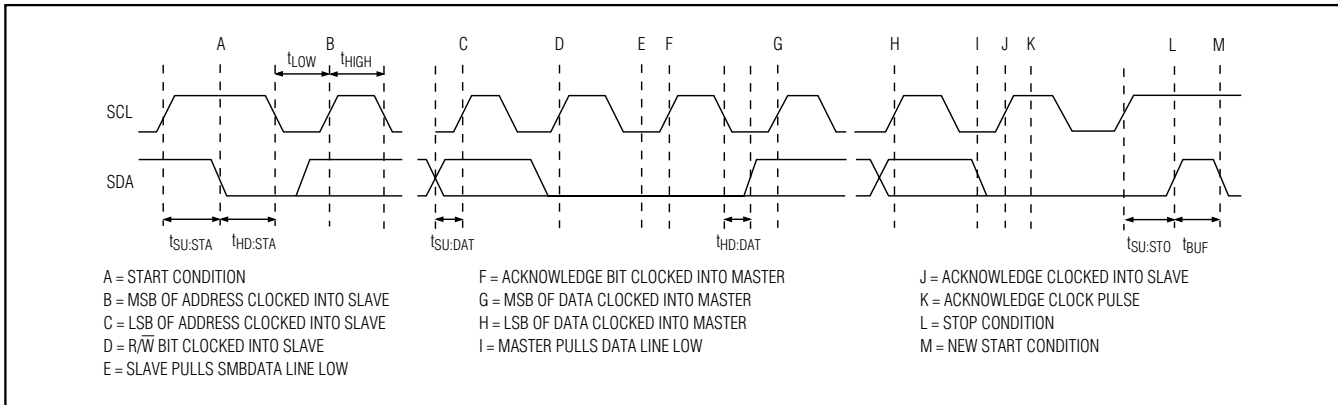 A B C D E F G H I J K L M
tLOW tHIGH
SCL
SDA
tSU:STA tHD:STA tSU:DAT tHD:DAT tSU:STO tBUF
A = START CONDITION
B = MSB OF ADDRESS CLOCKED INTO SLAVE
C = LSB OF ADDRESS CLOCKED INTO SLAVE
D = R/W̅ BIT CLOCKED INTO SLAVE
E = SLAVE PULLS SMBDATA LINE LOW
F = ACKNOWLEDGE BIT CLOCKED INTO MASTER
G = MSB OF DATA CLOCKED INTO MASTER
H = LSB OF DATA CLOCKED INTO MASTER
I = MASTER PULLS DATA LINE LOW
J = ACKNOWLEDGE CLOCKED INTO SLAVE
K = ACKNOWLEDGE CLOCK PULSE
L = STOP CONDITION
M = NEW START CONDITION